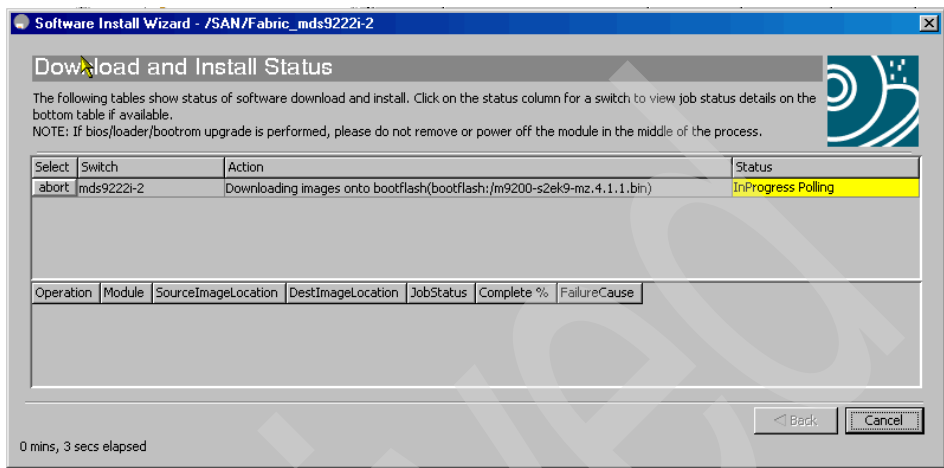 Software Install Wizard - /SAN/Fabric_mds9222i-2
Download and Install Status
The following tables show status of software download and install. Click on the status column for a switch to view job status details on the
bottom table if available.
NOTE: If bios/loader/bootrom upgrade is performed, please do not remove or power off the module in the middle of the process.
Select Switch Action Status
abort mds9222i-2 Downloading images onto bootflash(bootflash:/m9200-s2ek9-mz.4.1.1.bin) InProgress Polling
Operation Module SourceImageLocation DestImageLocation JobStatus Complete % FailureCause
Back Cancel
0 mins, 3 secs elapsed